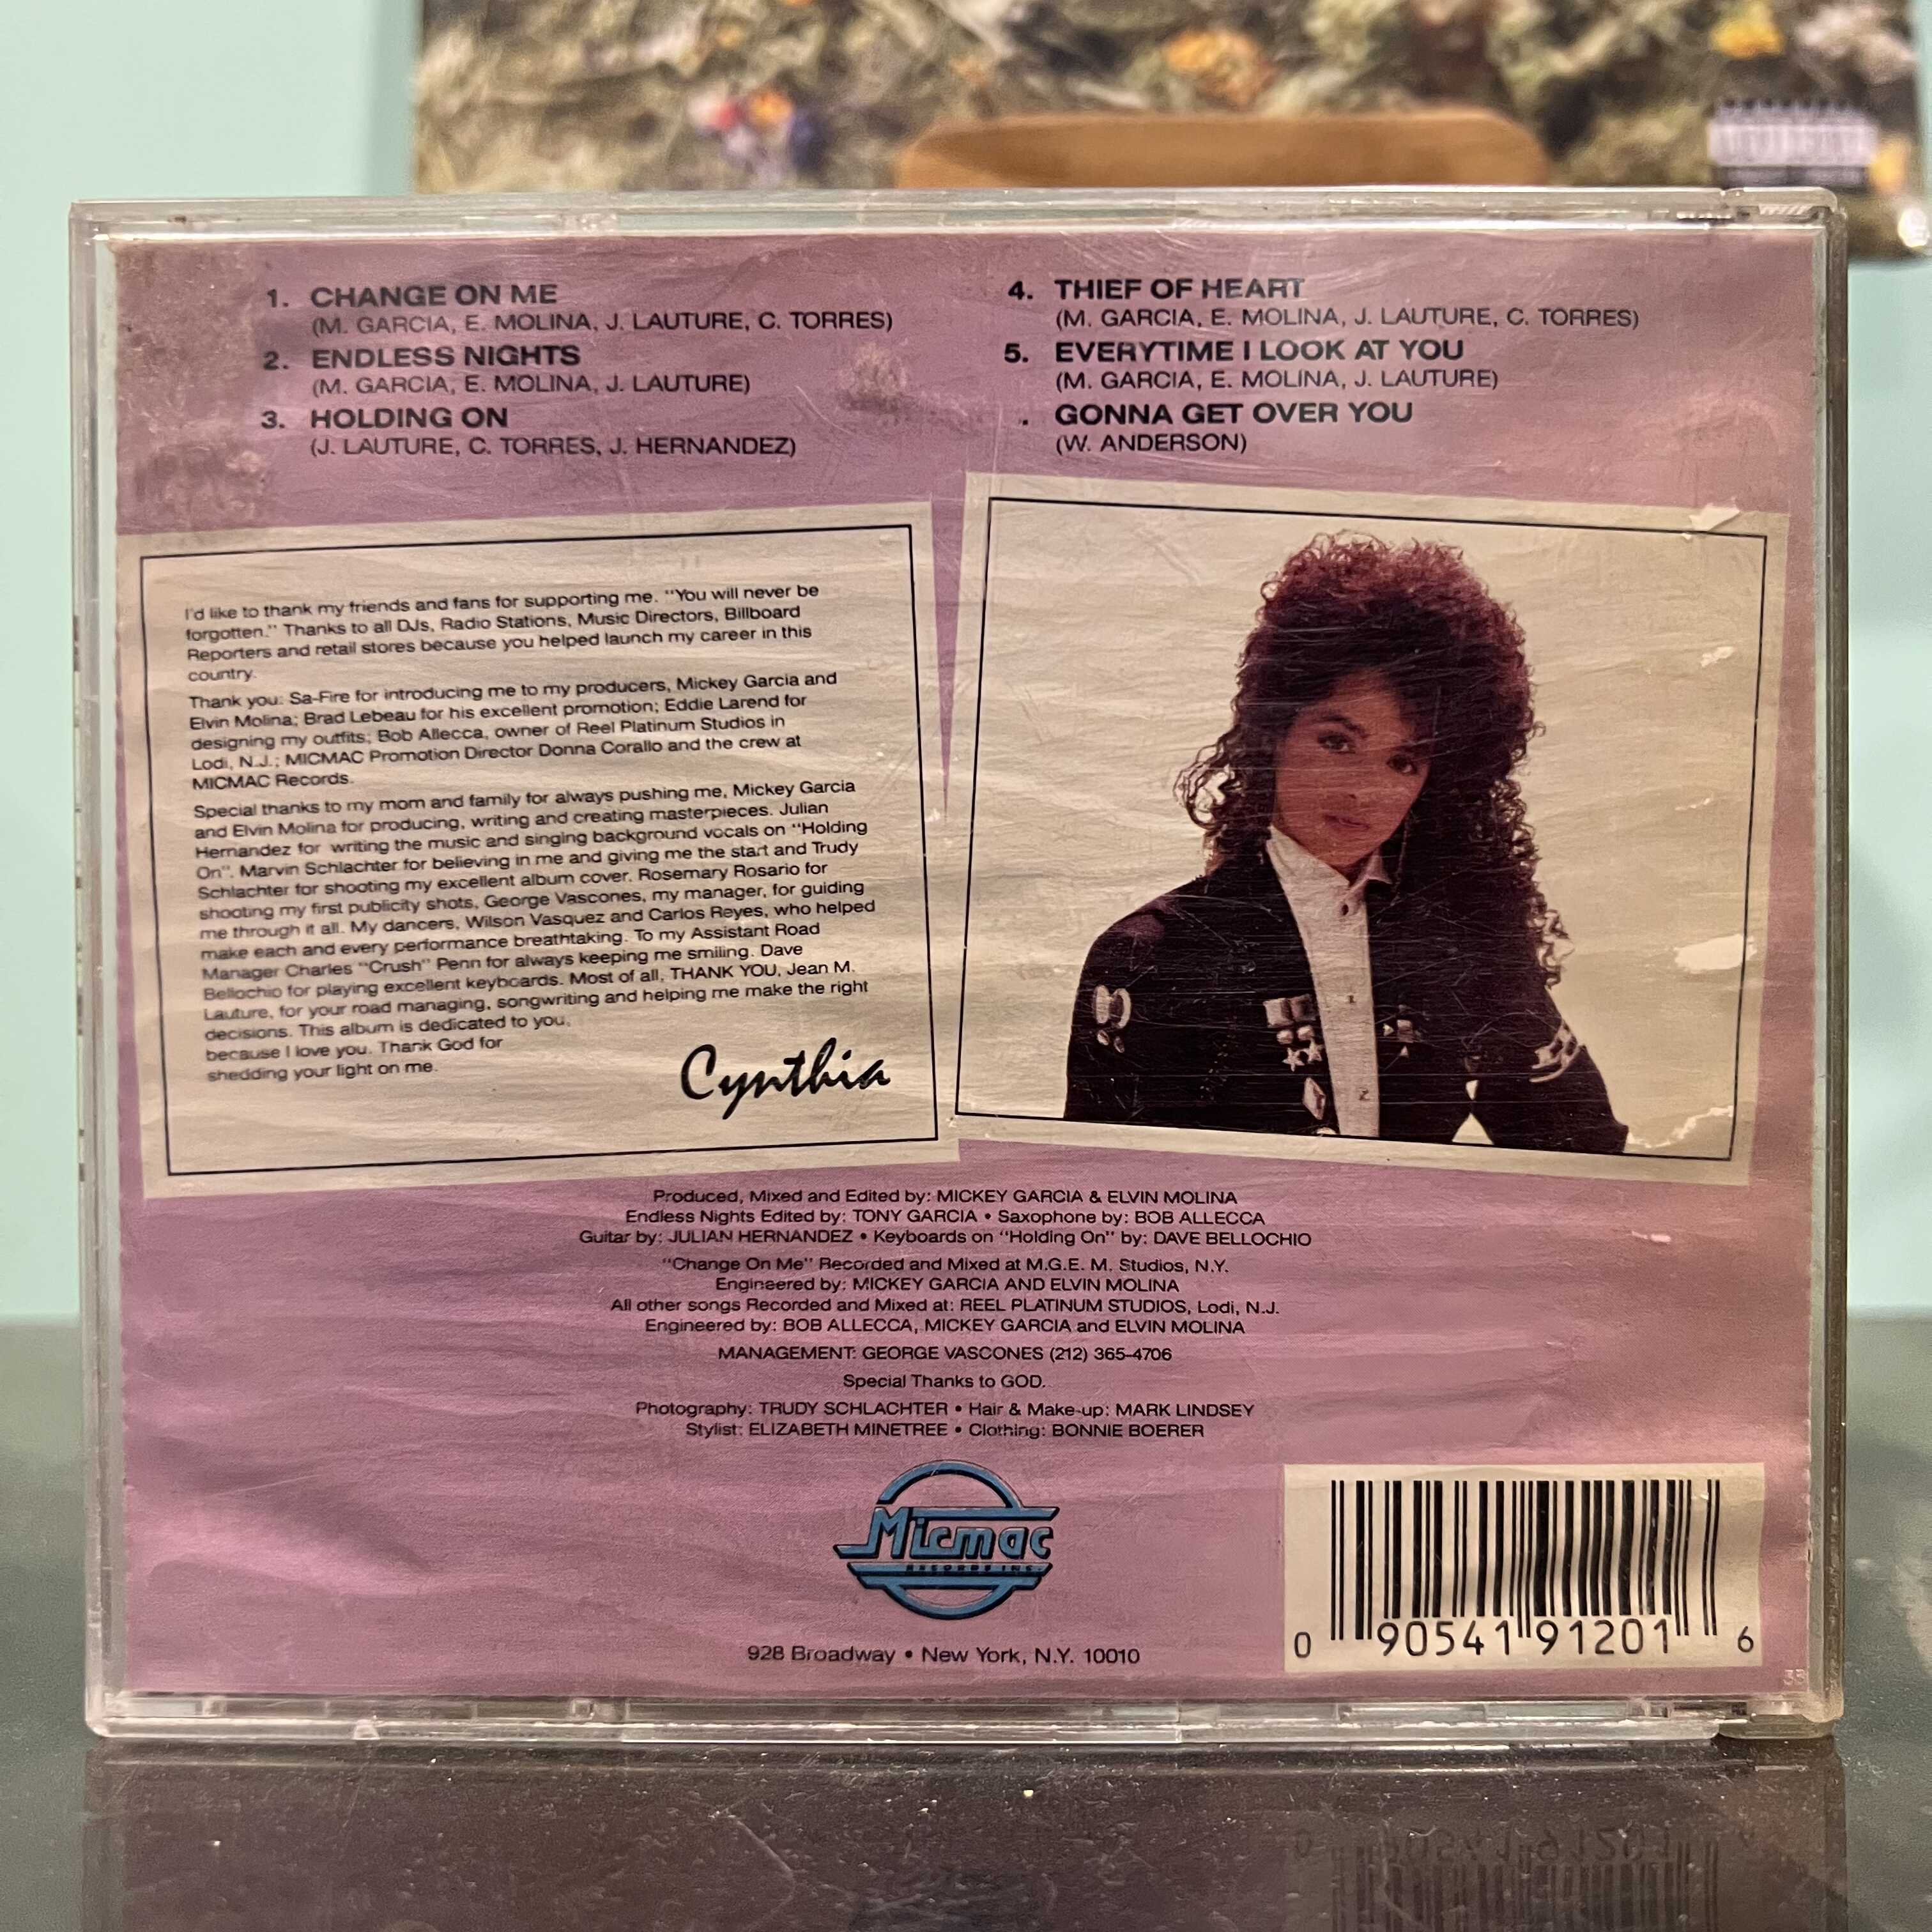 1. CHANGE ON ME
(M. GARCIA, E. MOLINA, J. LAUTURE, C. TORRES)
2. ENDLESS NIGHTS
(M. GARCIA, E. MOLINA, J. LAUTURE)
3. HOLDING ON
(J. LAUTURE, C. TORRES, J. HERNANDEZ)
4. THIEF OF HEART
(M. GARCIA, E. MOLINA, J. LAUTURE, C. TORRES)
5. EVERYTIME I LOOK AT YOU
(M. GARCIA, E. MOLINA, J. LAUTURE)
. GONNA GET OVER YOU
(W. ANDERSON)
I'd like to thank my friends and fans for supporting me. "You will never be
forgotten." Thanks to all DJs, Radio Stations, Music Directors, Billboard
Reporters and retail stores because you helped launch my career in this
country.
Thank you: Sa-Fire for introducing me to my producers, Mickey Garcia and
Elvin Molina; Brad Lebeau for his excellent promotion; Eddie Larend for
designing my outfits; Bob Allecca, owner of Reel Platinum Studios in
Lodi, N.J.; MICMAC Promotion Director Donna Corallo and the crew at
MICMAC Records.
Special thanks to my mom and family for always pushing me, Mickey Garcia
and Elvin Molina for producing, writing and creating masterpieces. Julian
Hernandez for writing the music and singing background vocals on "Holding
On". Marvin Schlachter for believing in me and giving me the start and Trudy
Schlachter for shooting my excellent album cover. Rosemary Rosario for
shooting my first publicity shots, George Vascones, my manager, for guiding
me through it all. My dancers, Wilson Vasquez and Carlos Reyes, who helped
make each and every performance breathtaking. To my Assistant Road
Manager Charles "Crush" Penn for always keeping me smiling. Dave
Bellochio for playing excellent keyboards. Most of all, THANK YOU, Jean M.
Lauture, for your road managing, songwriting and helping me make the right
decisions. This album is dedicated to you,
because I love you. Thank God for
shedding your light on me.
Cynthia
Produced, Mixed and Edited by: MICKEY GARCIA & ELVIN MOLINA
Endless Nights Edited by: TONY GARCIA • Saxophone by: BOB ALLECCA
Guitar by: JULIAN HERNANDEZ • Keyboards on "Holding On" by: DAVE BELLOCHIO
"Change On Me" Recorded and Mixed at M.G.E. M. Studios, N.Y.
Engineered by: MICKEY GARCIA AND ELVIN MOLINA
All other songs Recorded and Mixed at: REEL PLATINUM STUDIOS, Lodi, N.J.
Engineered by: BOB ALLECCA, MICKEY GARCIA and ELVIN MOLINA
MANAGEMENT: GEORGE VASCONES (212) 365-4706
Special Thanks to GOD.
Photography: TRUDY SCHLACHTER • Hair & Make-up: MARK LINDSEY
Stylist: ELIZABETH MINETREE • Clothing: BONNIE BOERER
Micmac
RECORDS INC.
928 Broadway • New York, N.Y. 10010
0 90541 91201 6
33